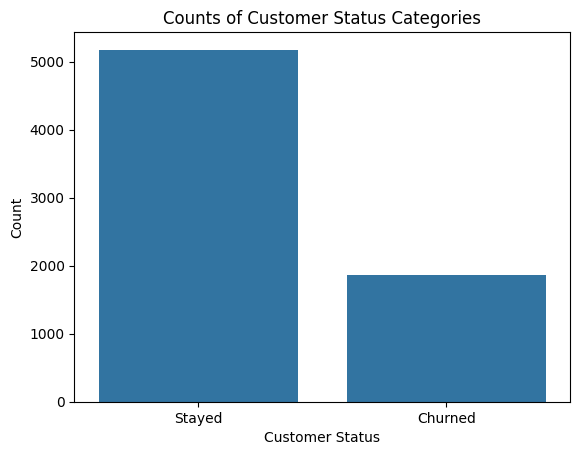 Counts of Customer Status Categories
5000
4000
3000
2000
1000
0
Count
Stayed
Churned
Customer Status